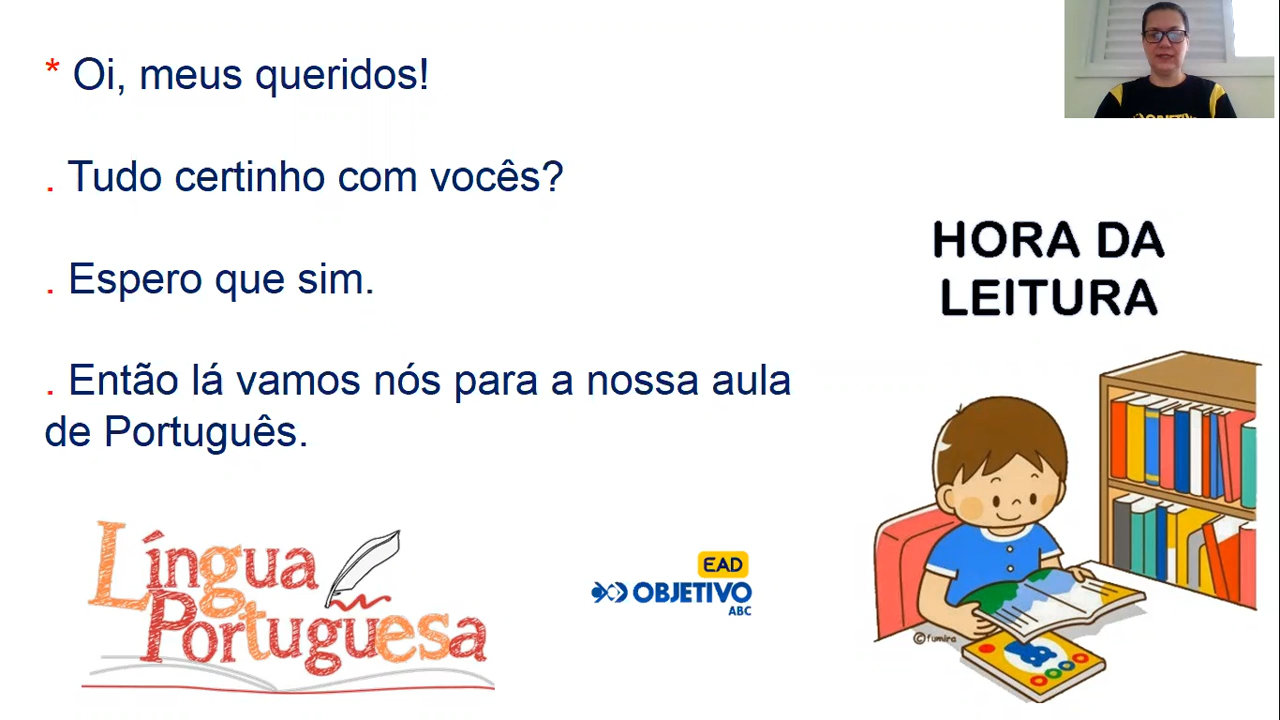 * Oi, meus queridos!
. Tudo certinho com vocês?
. Espero que sim.
. Então lá vamos nós para a nossa aula
de Português.
HORA DA
LEITURA
Língua
Portuguesa
EAD
OBJETIVO
ABC
©fumira